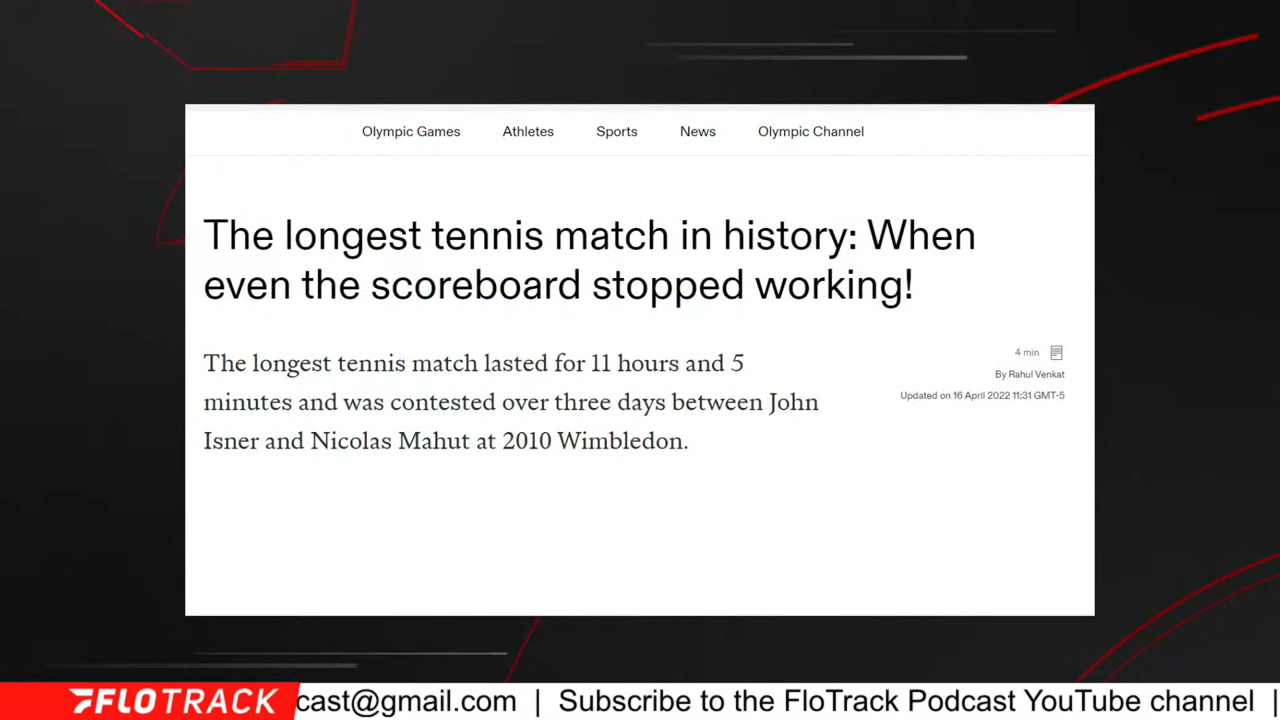 Olympic Games Athletes Sports News Olympic Channel
The longest tennis match in history: When
even the scoreboard stopped working!
The longest tennis match lasted for 11 hours and 5
minutes and was contested over three days between John
Isner and Nicolas Mahut at 2010 Wimbledon.
4 min
By Rahul Venkat
Updated on 16 April 2022 11:31 GMT-5
FLOTRACK cast@gmail.com | Subscribe to the FloTrack Podcast YouTube channel |